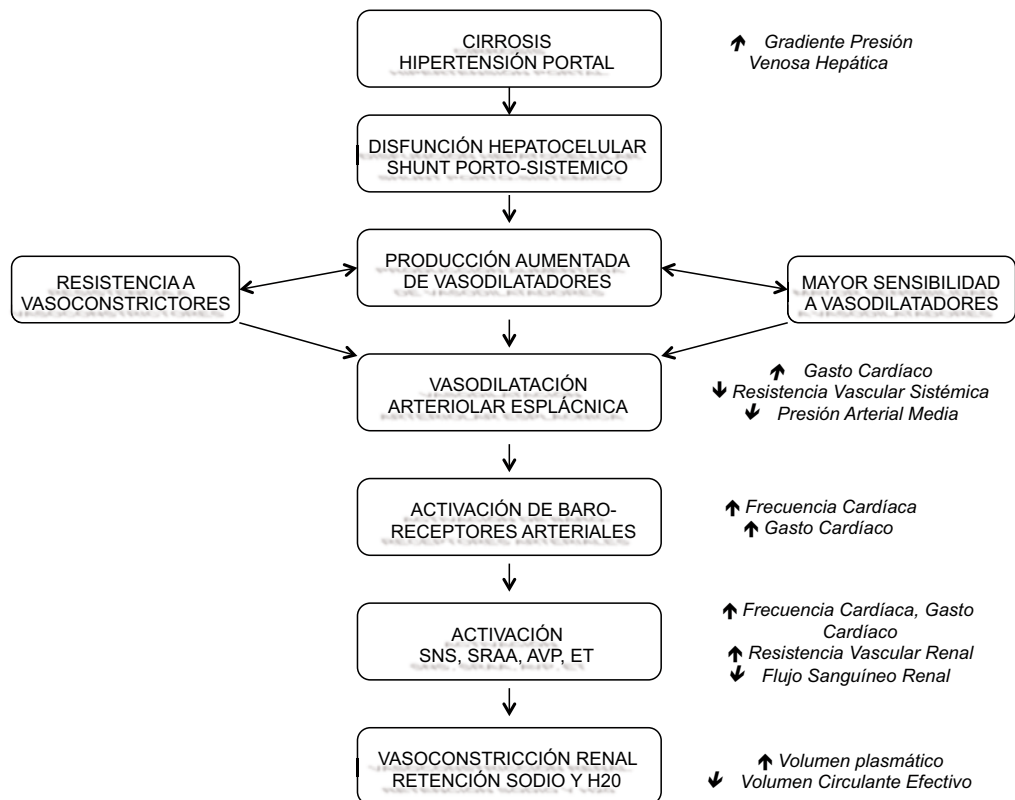 CIRROSIS
HIPERTENSIÓN PORTAL
↑ Gradiente Presión
Venosa Hepática
DISFUNCIÓN HEPATOCELULAR
SHUNT PORTO-SISTEMICO
RESISTENCIA A
VASOCONSTRICTORES
PRODUCCIÓN AUMENTADA
DE VASODILATADORES
MAYOR SENSIBILIDAD
A VASODILATADORES
VASODILATACIÓN
ARTERIOLAR ESPLÁCNICA
↑ Gasto Cardíaco
↓ Resistencia Vascular Sistémica
↓ Presión Arterial Media
ACTIVACIÓN DE BARO-
RECEPTORES ARTERIALES
↑ Frecuencia Cardíaca
↑ Gasto Cardíaco
ACTIVACIÓN
SNS, SRAA, AVP, ET
↑ Frecuencia Cardíaca, Gasto
Cardíaco
↑ Resistencia Vascular Renal
↓ Flujo Sanguíneo Renal
VASOCONSTRICCIÓN RENAL
RETENCIÓN SODIO Y H20
↑ Volumen plasmático
↓ Volumen Circulante Efectivo